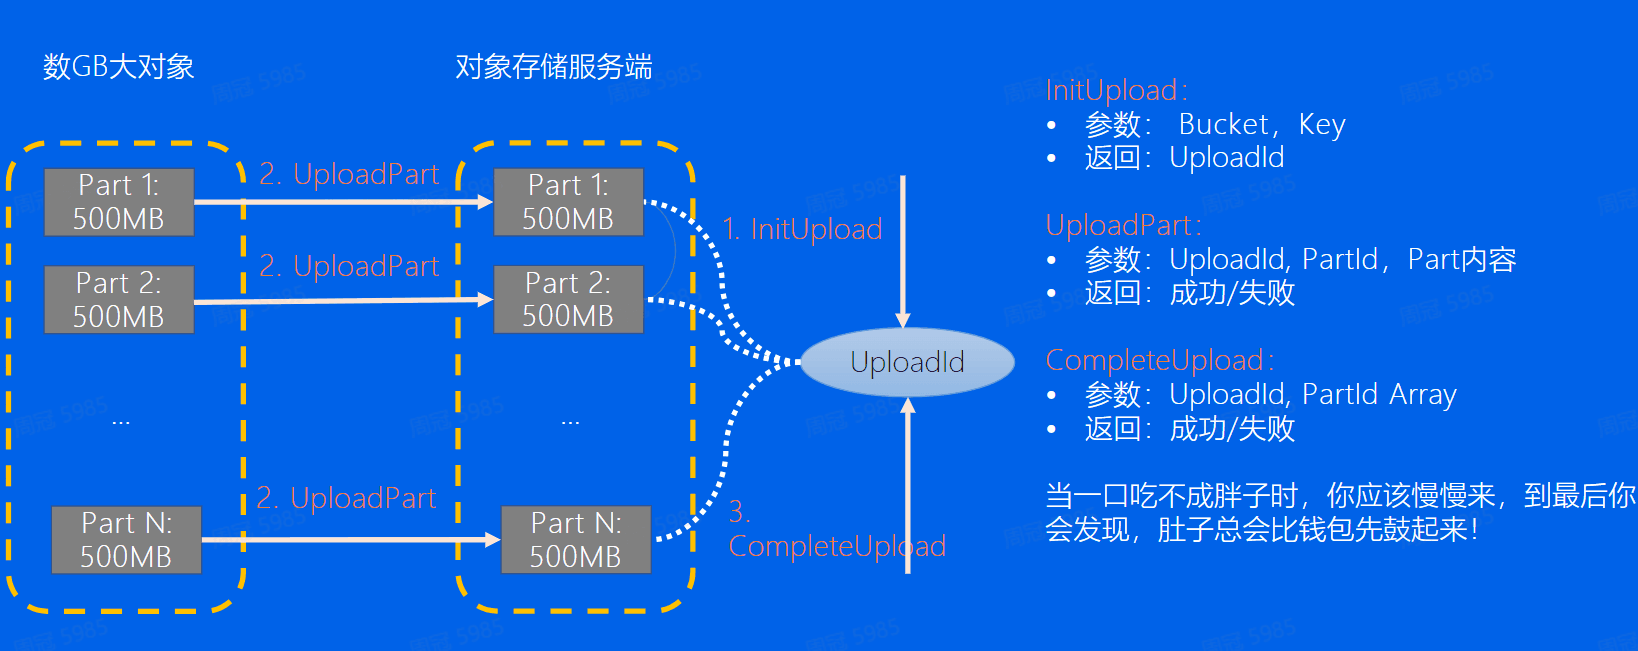 数GB大对象
对象存储服务端
Part 1:
500MB
2. UploadPart
Part 1:
500MB
Part 2:
500MB
2. UploadPart
Part 2:
500MB
...
...
Part N:
500MB
2. UploadPart
Part N:
500MB
1. InitUpload
UploadId
3.
CompleteUpload
InitUpload：
• 参数： Bucket，Key
• 返回：UploadId
UploadPart：
• 参数：UploadId, PartId，Part内容
• 返回：成功/失败
CompleteUpload：
• 参数：UploadId, PartId Array
• 返回：成功/失败
当一口吃不成胖子时，你应该慢慢来，到最后你
会发现，肚子总会比钱包先鼓起来！
周冠 5985